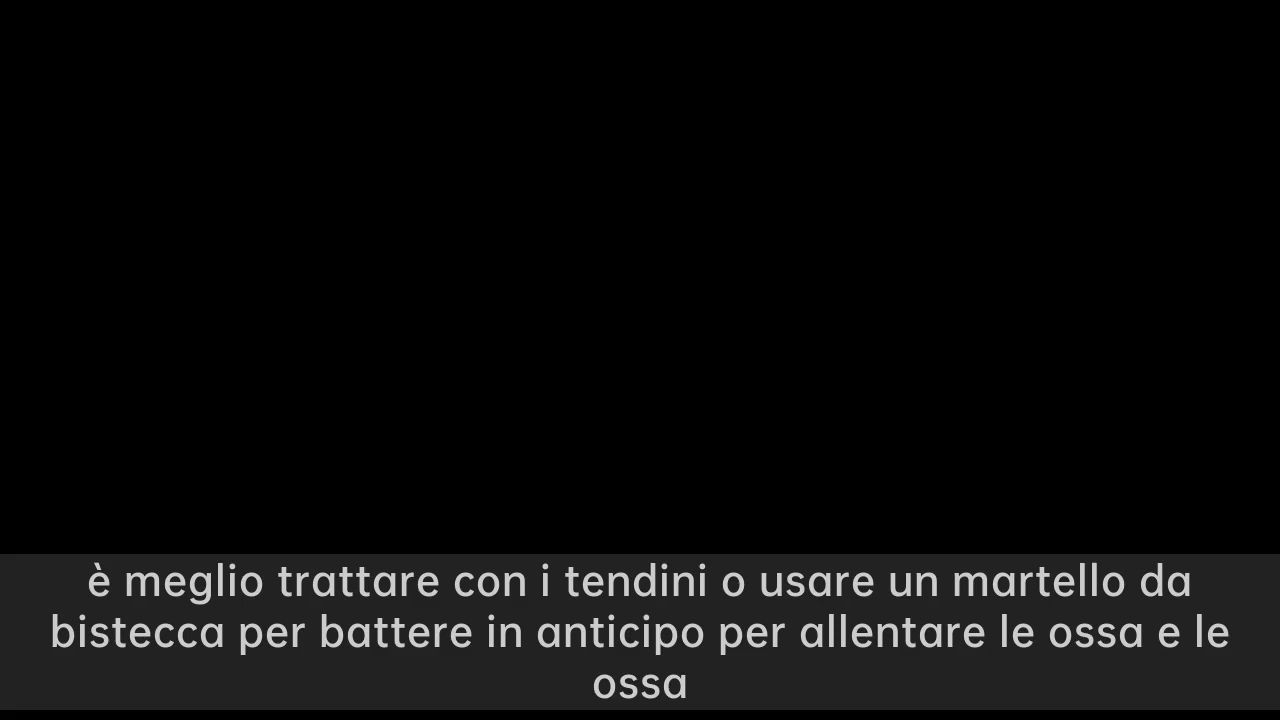 è meglio trattare con i tendini o usare un martello da
bistecca per battere in anticipo per allentare le ossa e le
ossa